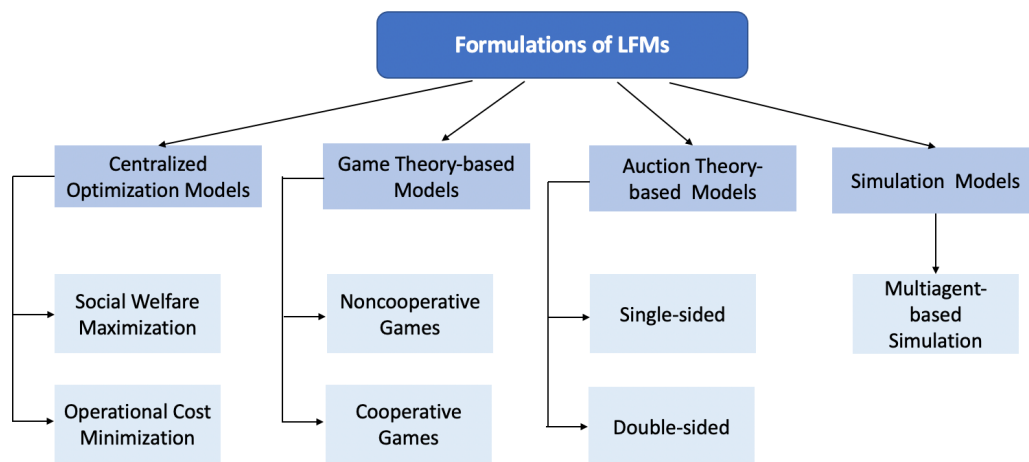 Formulations of LFMs
Centralized
Optimization Models
Game Theory-based
Models
Auction Theory-
based Models
Simulation Models
Social Welfare
Maximization
Noncooperative
Games
Single-sided
Multiagent-
based
Simulation
Operational Cost
Minimization
Cooperative
Games
Double-sided